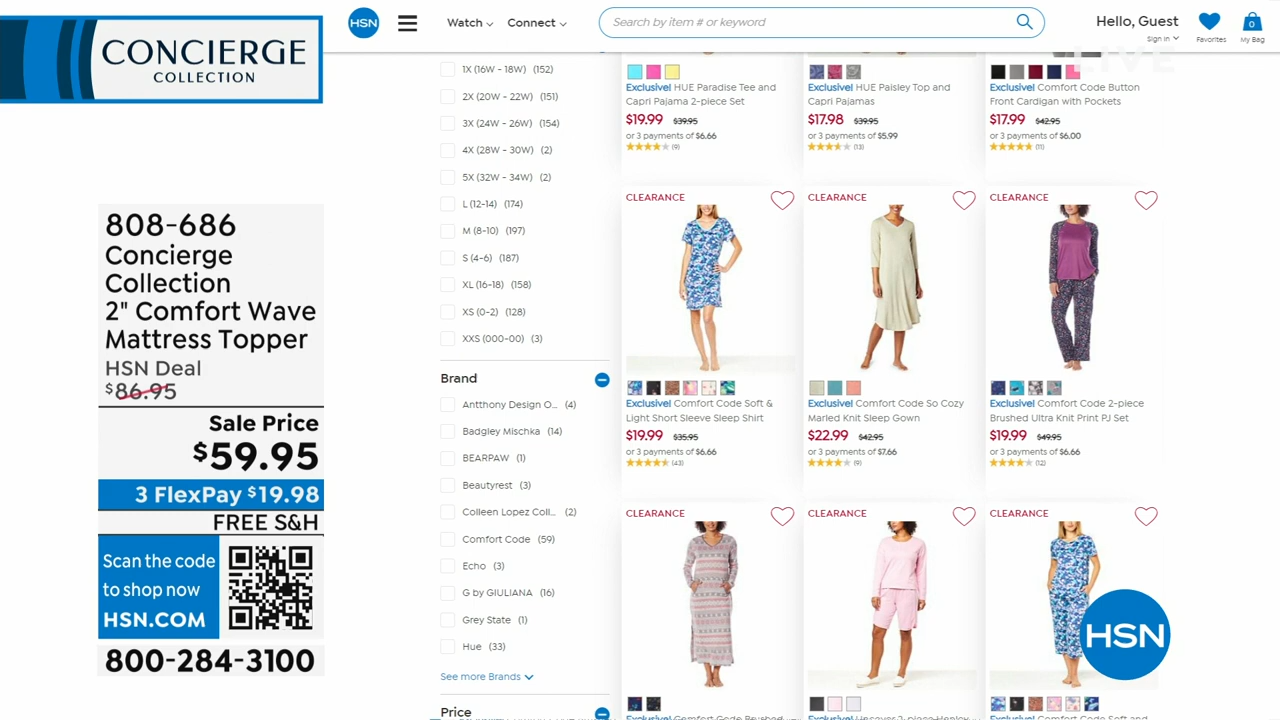 CONCIERGE
COLLECTION
808-686
Concierge
Collection
2" Comfort Wave
Mattress Topper
HSN Deal
$86.95
Sale Price
$59.95
3 FlexPay $19.98
FREE S&H
Scan the code
to shop now
HSN.COM
800-284-3100
HSN
Watch
Connect
Search by item # or keyword
Hello, Guest
Sign in
Favorites
0
My Bag
LIVE
1X (16W - 18W) (152)
2X (20W - 22W) (151)
3X (24W - 26W) (154)
4X (28W - 30W) (2)
5X (32W - 34W) (2)
L (12-14) (174)
M (8-10) (197)
S (4-6) (187)
XL (16-18) (158)
XS (0-2) (128)
XXS (000-00) (3)
Brand
Antthony Design O... (4)
Badgley Mischka (14)
BEARPAW (1)
Beautyrest (3)
Colleen Lopez Coll... (2)
Comfort Code (59)
Echo (3)
G by GIULIANA (16)
Grey State (1)
Hue (33)
See more Brands
Price
Exclusive! HUE Paradise Tee and
Capri Pajama 2-piece Set
$19.99 $39.95
or 3 payments of $6.66
(9)
Exclusive! HUE Paisley Top and
Capri Pajamas
$17.98 $39.95
or 3 payments of $5.99
(13)
Exclusive! Comfort Code Button
Front Cardigan with Pockets
$17.99 $42.95
or 3 payments of $6.00
(11)
CLEARANCE
Exclusive! Comfort Code Soft &
Light Short Sleeve Sleep Shirt
$19.99 $35.95
or 3 payments of $6.66
(43)
CLEARANCE
Exclusive! Comfort Code So Cozy
Marled Knit Sleep Gown
$22.99 $42.95
or 3 payments of $7.66
(9)
CLEARANCE
Exclusive! Comfort Code 2-piece
Brushed Ultra Knit Print PJ Set
$19.99 $49.95
or 3 payments of $6.66
(12)
CLEARANCE
CLEARANCE
CLEARANCE
HSN